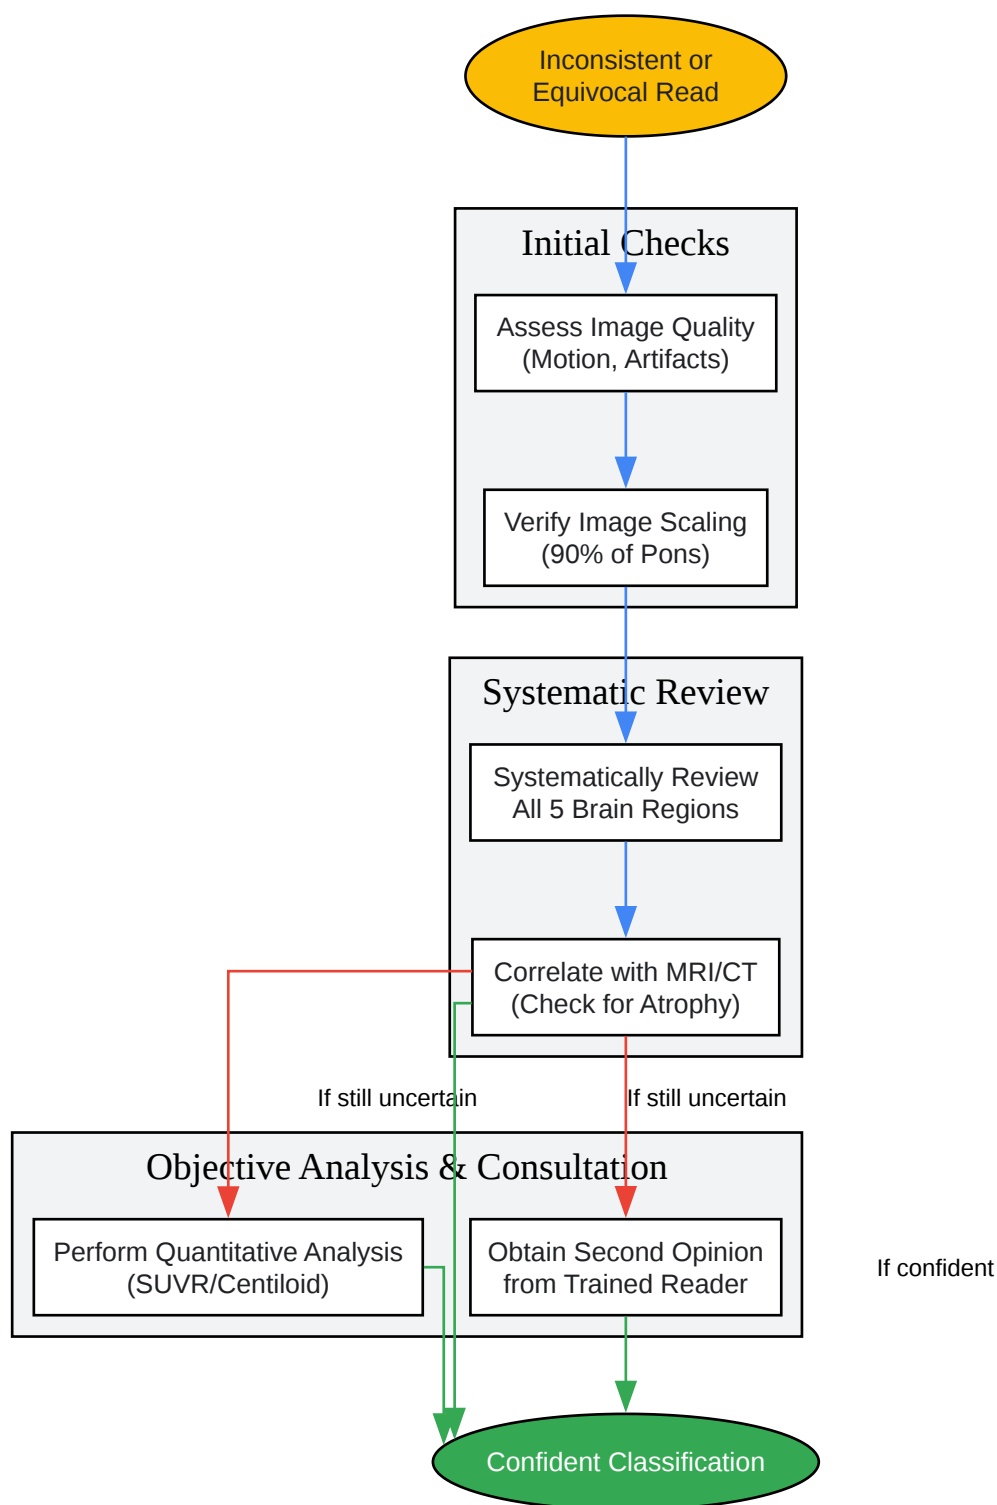 Inconsistent or
Equivocal Read
Initial Checks
Assess Image Quality
(Motion, Artifacts)
Verify Image Scaling
(90% of Pons)
Systematic Review
Systematically Review
All 5 Brain Regions
Correlate with MRI/CT
(Check for Atrophy)
If still uncertain
If still uncertain
Objective Analysis & Consultation
Perform Quantitative Analysis
(SUVR/Centiloid)
Obtain Second Opinion
from Trained Reader
If confident
Confident Classification